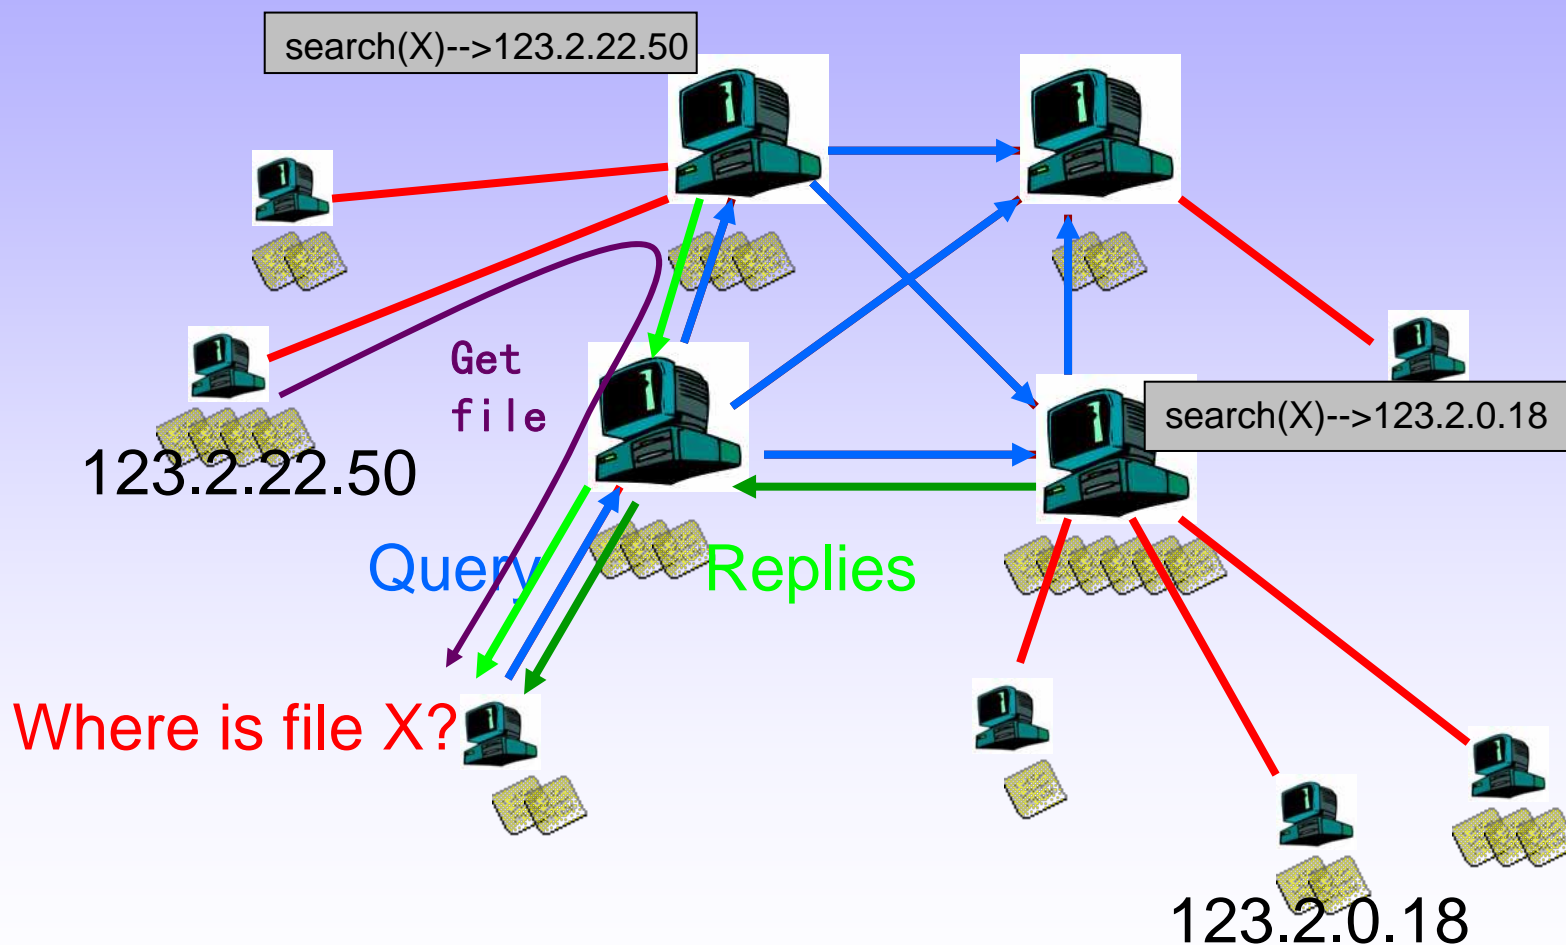 search(X)-->123.2.22.50
Get
file
search(X)-->123.2.0.18
123.2.22.50
Query
Replies
Where is file X?
123.2.0.18